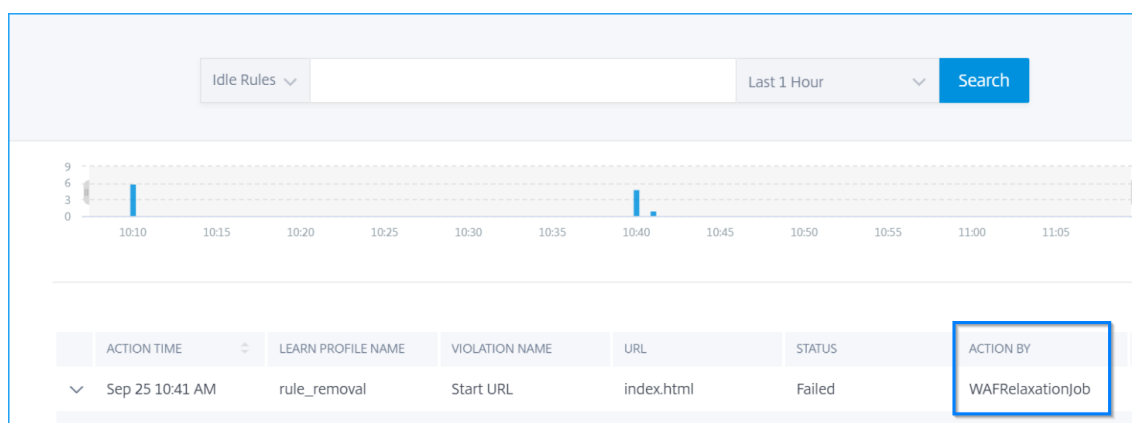 Idle Rules Last 1 Hour Search
9
6
3
0
10:10 10:15 10:20 10:25 10:30 10:35 10:40 10:45 10:50 10:55 11:00 11:05
ACTION TIME LEARN PROFILE NAME VIOLATION NAME URL STATUS ACTION BY
Sep 25 10:41 AM rule_removal Start URL index.html Failed WAFRelaxationJob